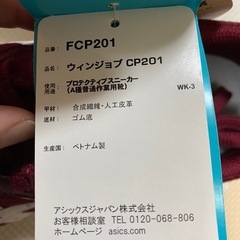 品番: FCP201
品名: ウィンジョブ CP201
使用用途: プロテクティブスニーカー
(A種普通作業用靴) WK-3
甲材: 合成繊維・人工皮革
底材: ゴム底
生産国: ベトナム製
アシックスジャパン株式会社
お客様相談室 TEL 0120-068-806
ホームページ asics.com